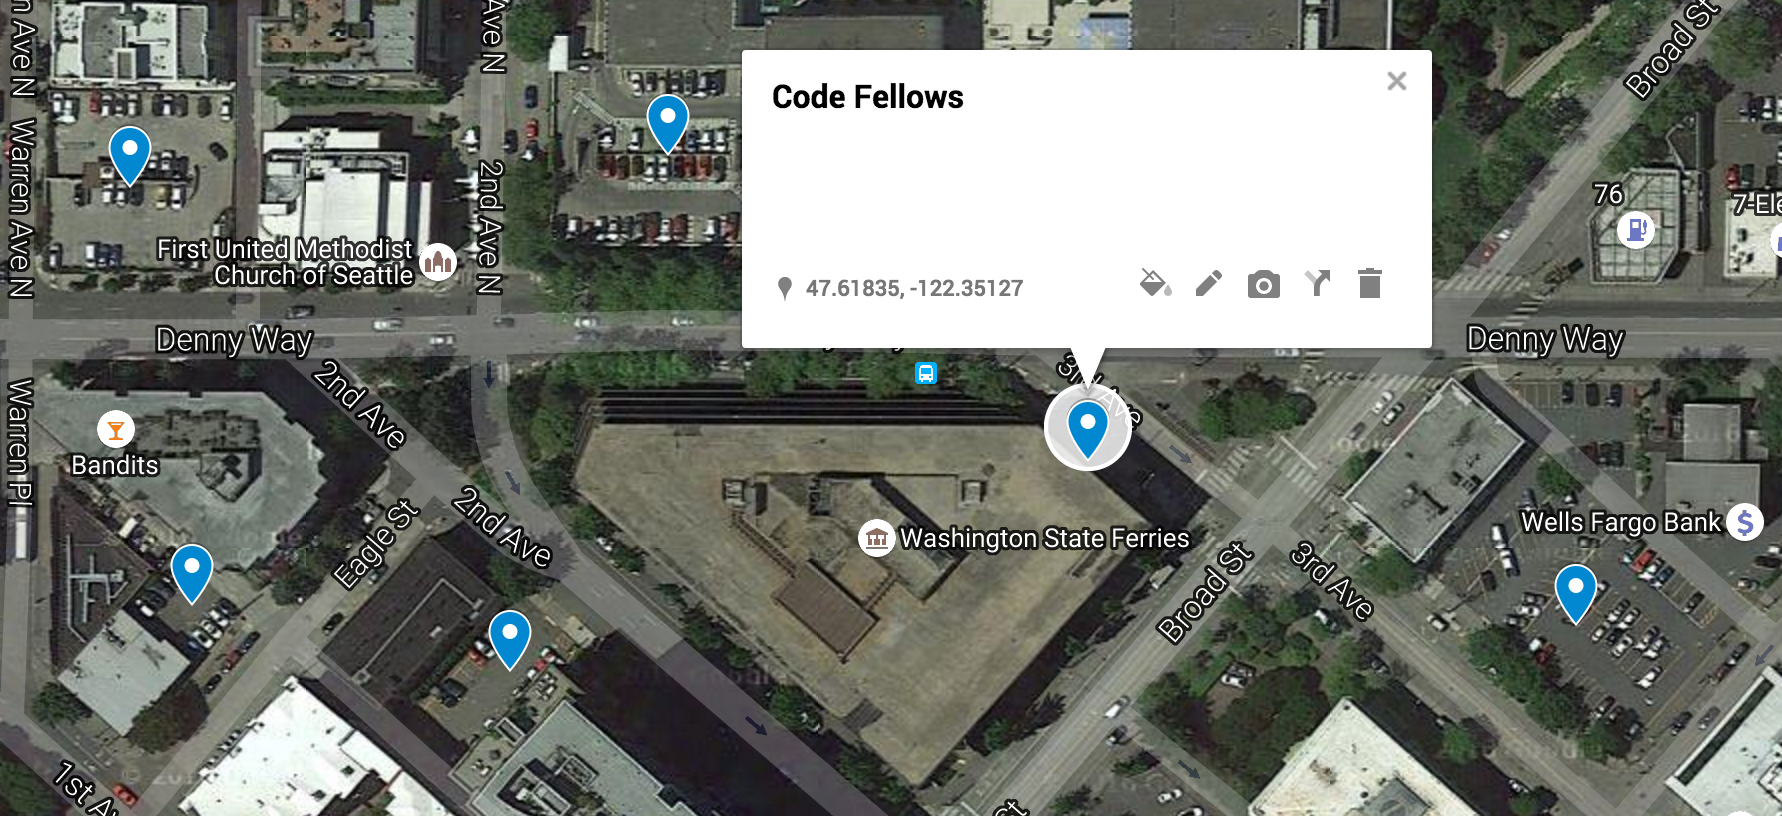 Ave N
Ave N
Broad St
Code Fellows
Warren Ave N
2nd Ave N
76
7-Ele
First United Methodist
Church of Seattle
47.61835, -122.35127
Denny Way
Denny Way
3rd Ave
2nd Ave
Warren Pl
Bandits
Eagle St
2nd Ave
Washington State Ferries
Wells Fargo Bank
$
Broad St
3rd Ave
1st Av
St